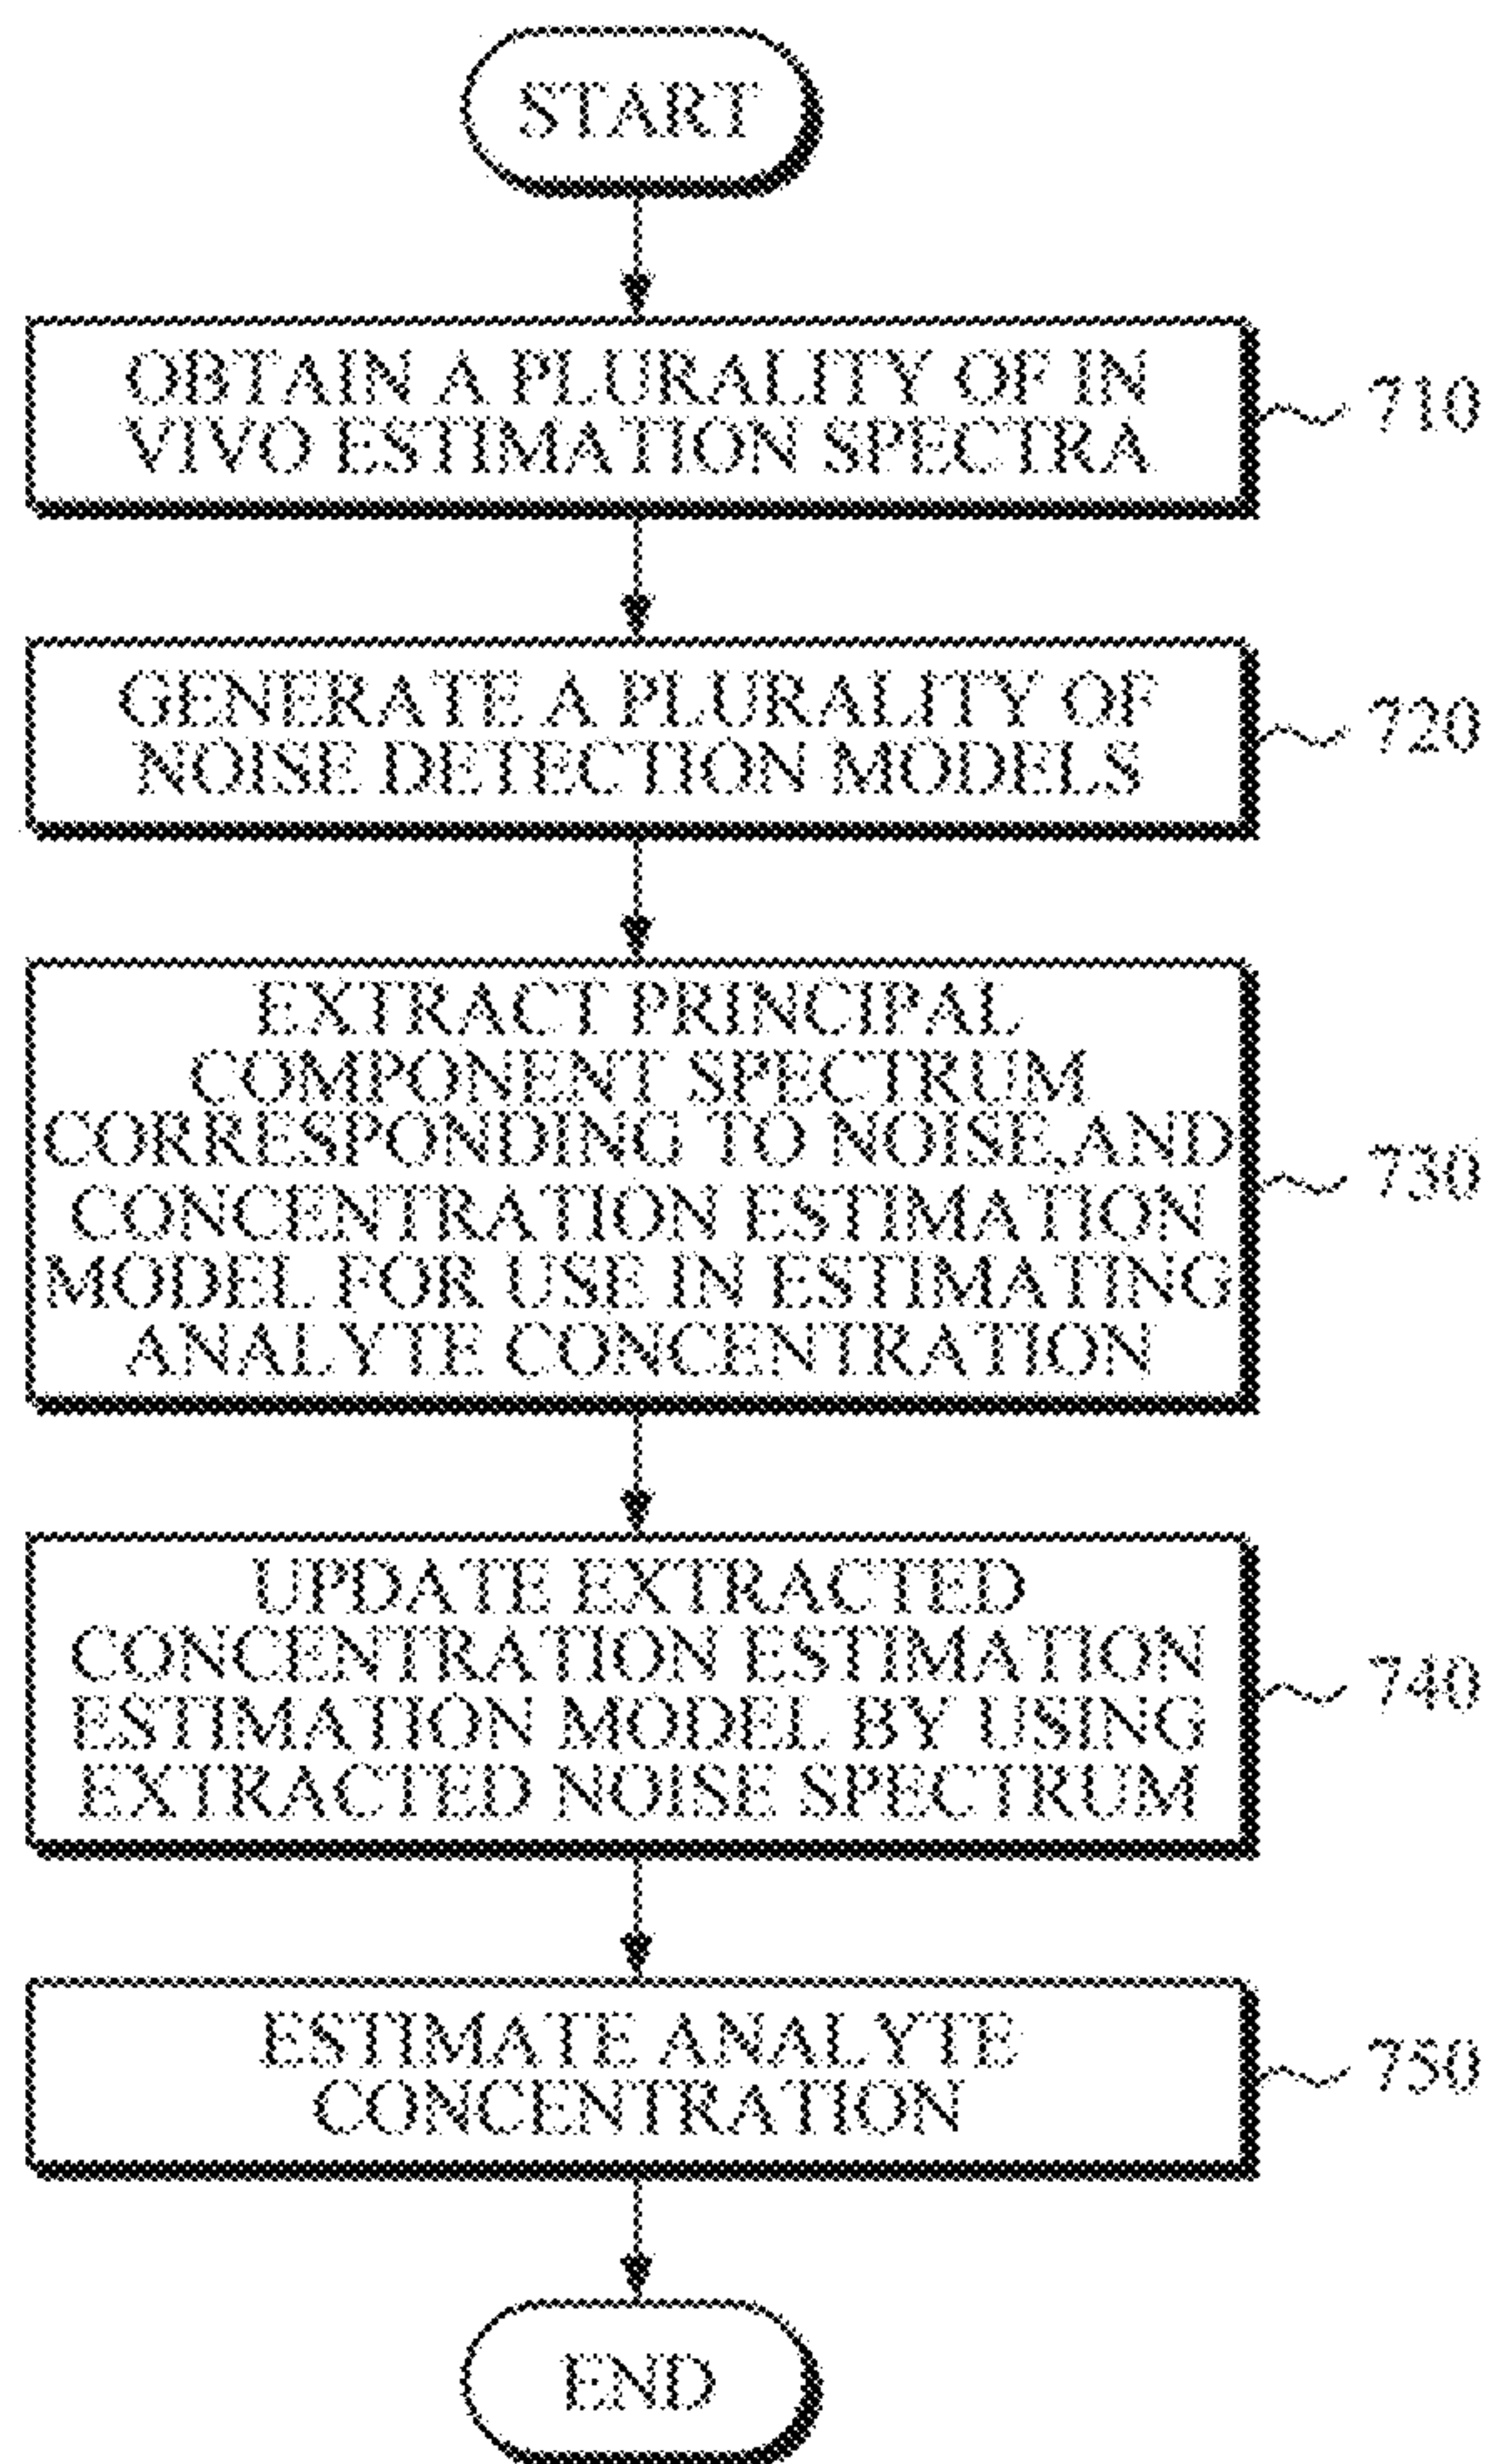 START
OBTAIN A PLURALITY OF IN
VIVO ESTIMATION SPECTRA
710
GENERATE A PLURALITY OF
NOISE DETECTION MODELS
720
EXTRACT PRINCIPAL
COMPONENT SPECTRUM
CORRESPONDING TO NOISE, AND
CONCENTRATION ESTIMATION
MODEL FOR USE IN ESTIMATING
ANALYTE CONCENTRATION
730
UPDATE EXTRACTED
CONCENTRATION ESTIMATION
ESTIMATION MODEL BY USING
EXTRACTED NOISE SPECTRUM
740
ESTIMATE ANALYTE
CONCENTRATION
750
END